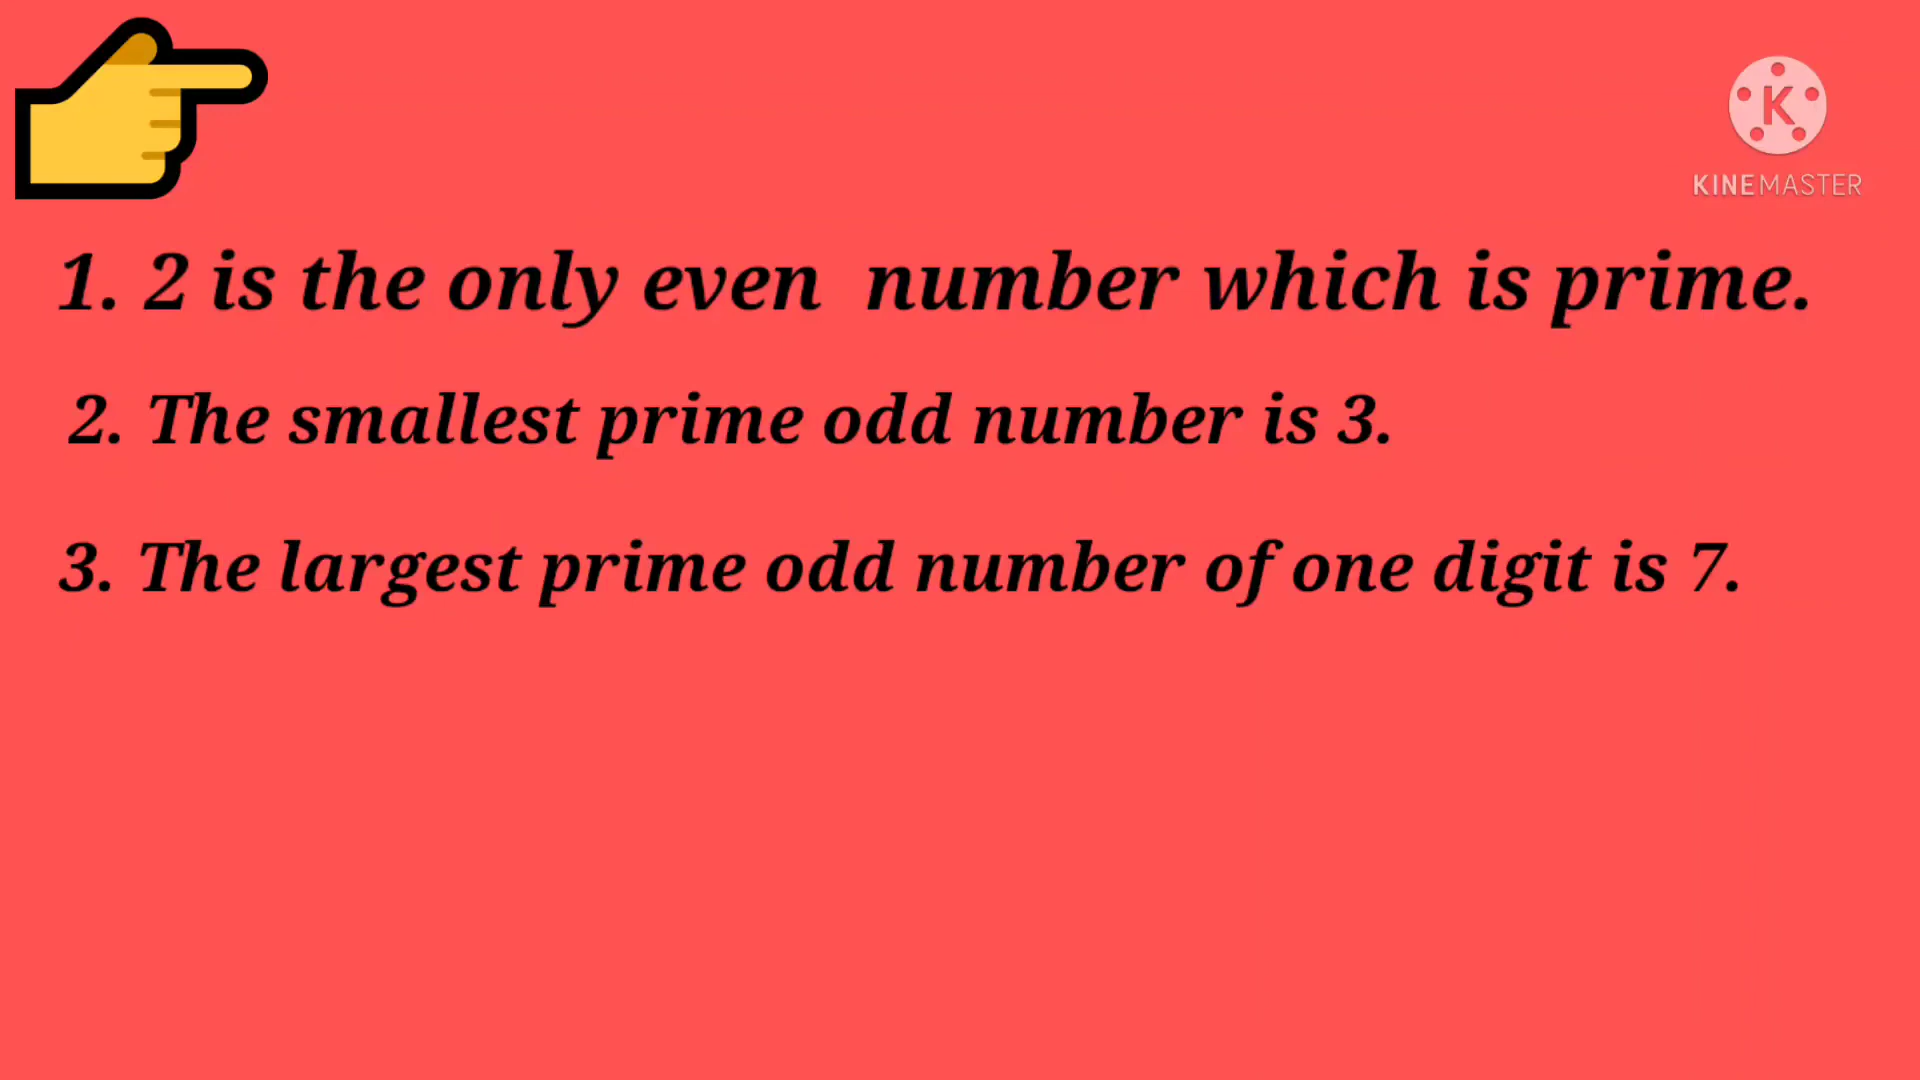 K
KINEMASTER
1. 2 is the only even number which is prime.
2. The smallest prime odd number is 3.
3. The largest prime odd number of one digit is 7.